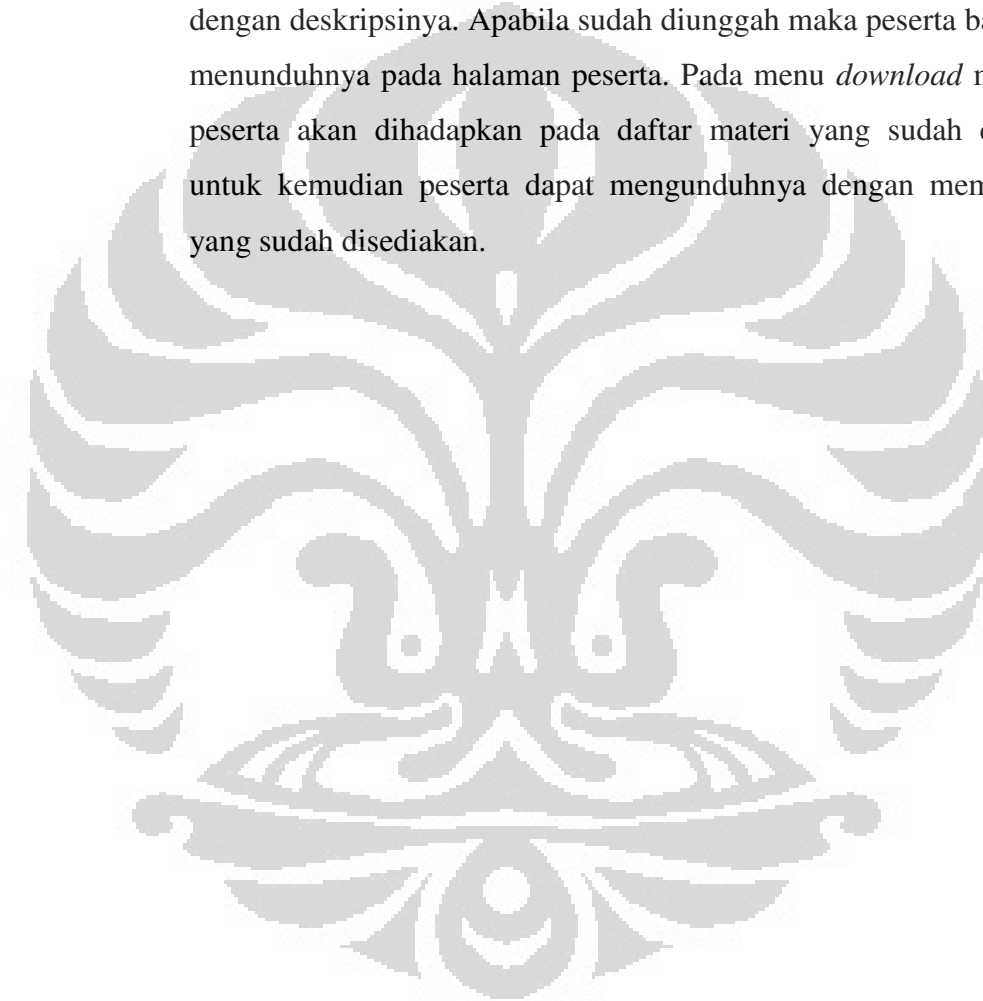 dengan deskripsinya. Apabila sudah diunggah maka peserta
menunduhnya pada halaman peserta. Pada menu download
peserta akan dihadapkan pada daftar materi yang sudah
untuk kemudian peserta dapat mengunduhnya dengan
yang sudah disediakan.